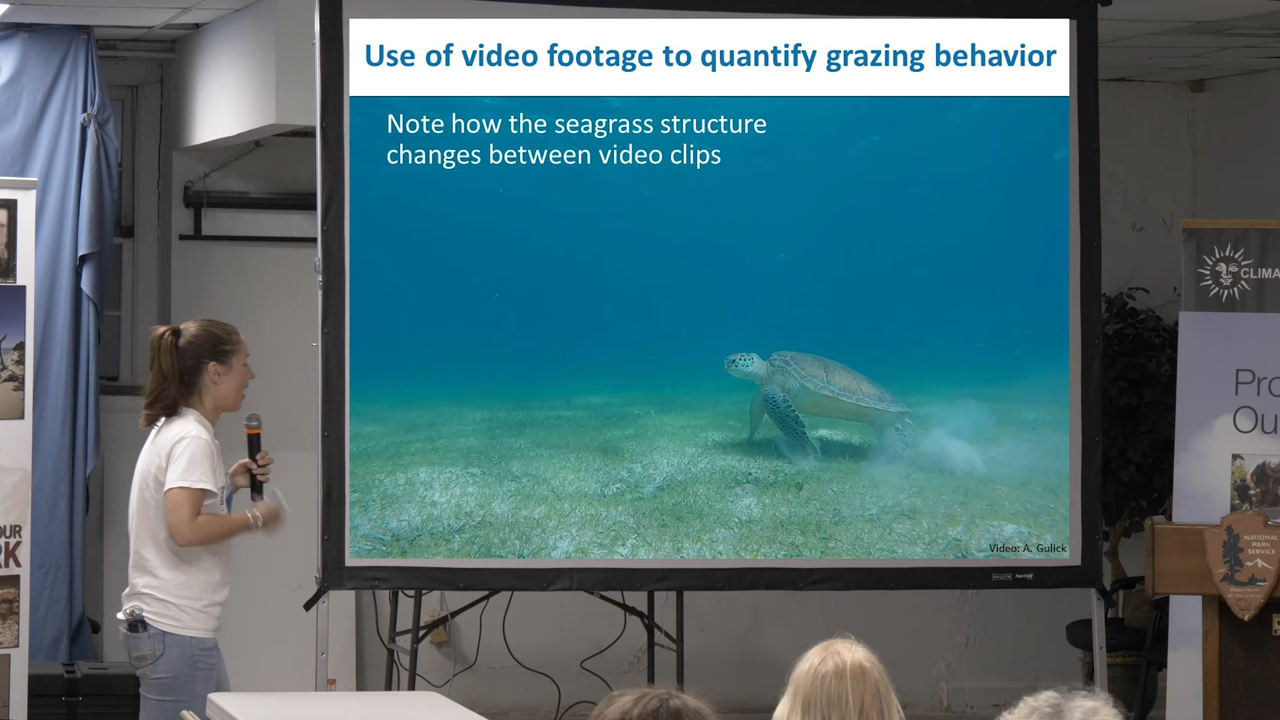 Use of video footage to quantify grazing behavior
Note how the seagrass structure
changes between video clips
Video: A. Gulick
OUR
RK
CLIMA
Pro
Ou
NATIONAL
PARK
SERVICE